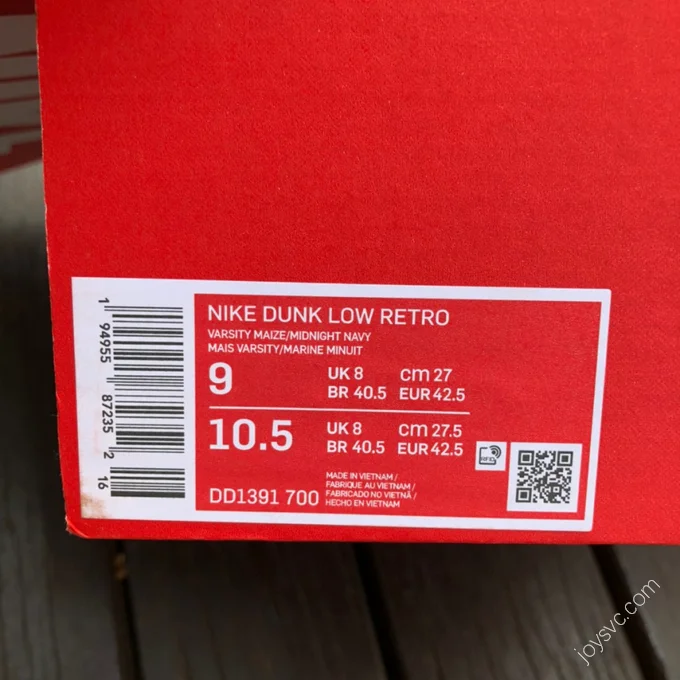 NIKE DUNK LOW RETRO
VARSITY MAIZE/MIDNIGHT NAVY
MAIS VARSITY/MARINE MINUIT
9
UK 8 cm 27
BR 40.5 EUR 42.5
10.5
UK 8 cm 27.5
BR 40.5 EUR 42.5
DD1391 700
MADE IN VIETNAM /
FABRIQUE AU VIETNAM /
FABRICADO NO VIETNÃ /
HECHO EN VIETNAM
RFID
1 94955 87235 2 16
joysvc.com